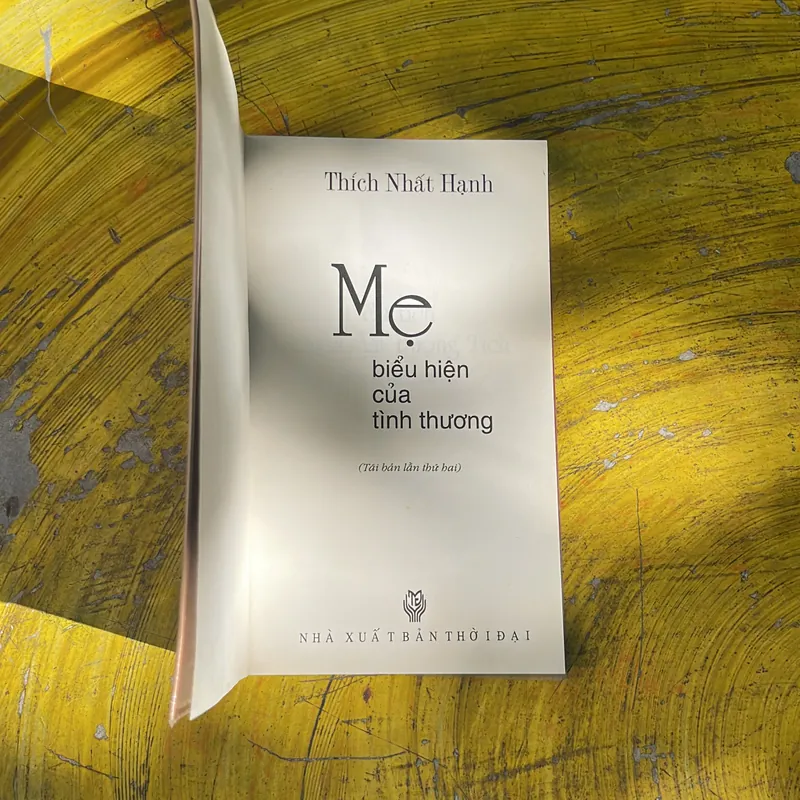 Thích Nhất Hạnh
Mẹ
biểu hiện
của
tình thương
(Tái bản lần thứ hai)
NHÀ XUẤT BẢN THỜI ĐẠI